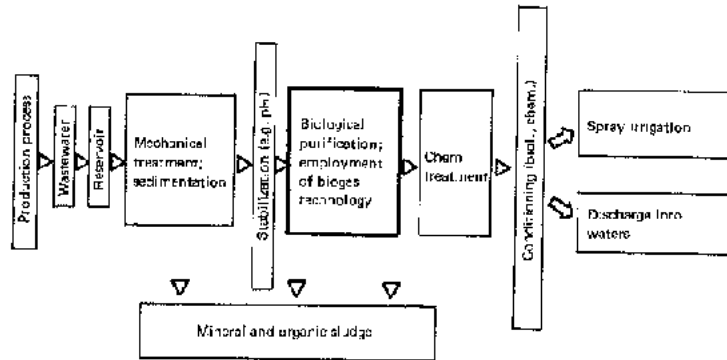 Production process
Wastewater
Reservoir
Mechanical
treatment;
sedimentation
Stabilization (e.g. pH)
Biological
purification;
employment
of biogas
technology
Chem
treatment
Conditioning (biol., chem.)
Spray irrigation
Discharge into
waters
Mineral and organic sludge